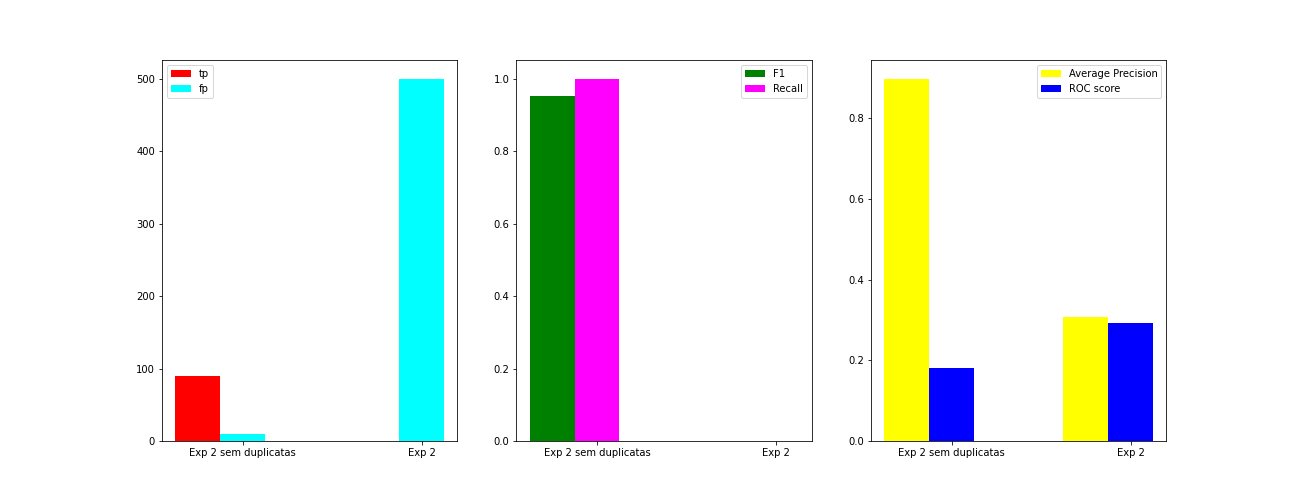 tp
fp
500
400
300
200
100
0
Exp 2 sem duplicatas
Exp 2
F1
Recall
1.0
0.8
0.6
0.4
0.2
0.0
Exp 2 sem duplicatas
Exp 2
Average Precision
ROC score
0.8
0.6
0.4
0.2
0.0
Exp 2 sem duplicatas
Exp 2